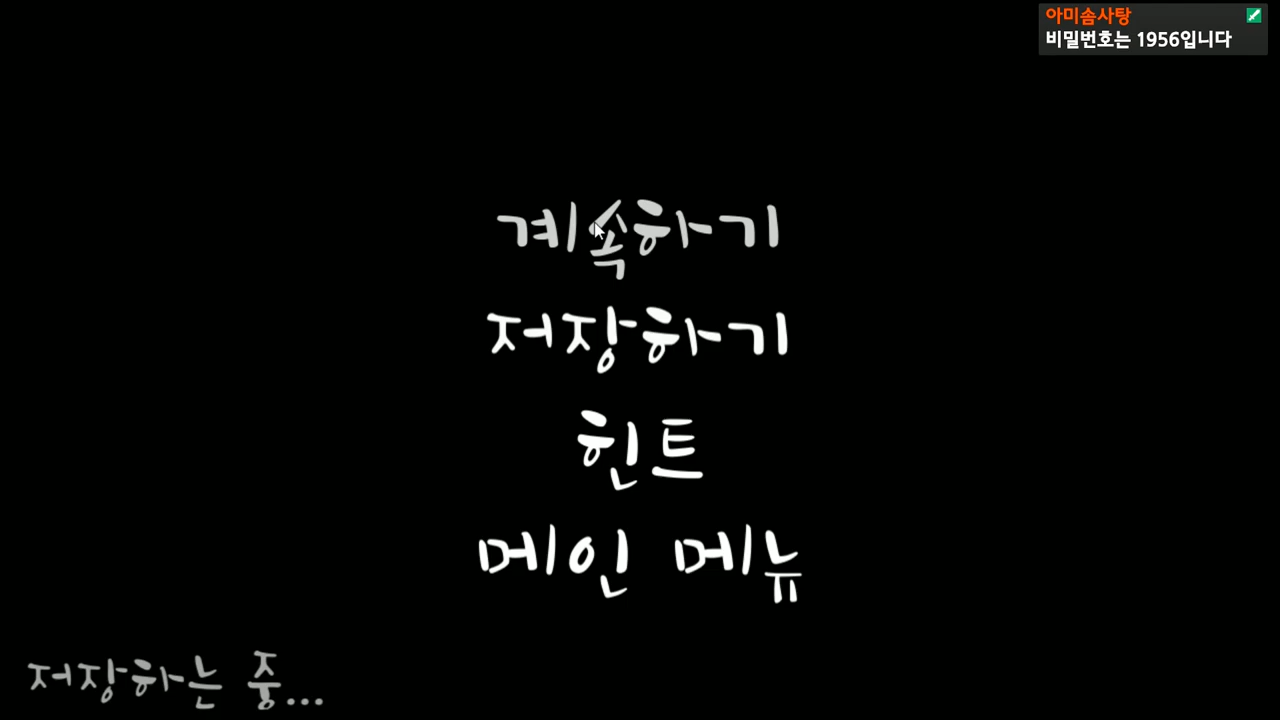 아미솜사탕
비밀번호는 1956입니다
계속하기
저장하기
힌트
메인 메뉴
저장하는 중...